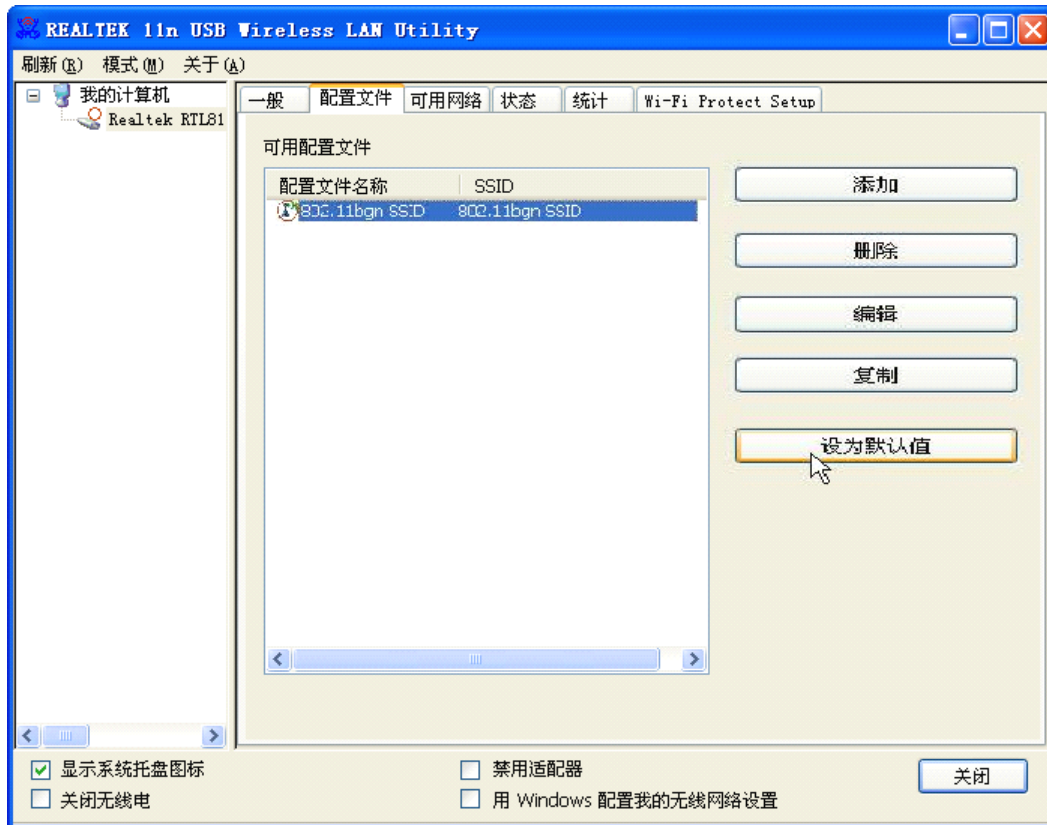 REALTEK 11n USB Wireless LAN Utility
刷新(R) 模式(M) 关于(A)
我的计算机
Realtek RTL81
一般 配置文件 可用网络 状态 统计 Wi-Fi Protect Setup
可用配置文件
配置文件名称 SSID
802.11bgn SSID 802.11bgn SSID
添加
删除
编辑
复制
设为默认值
显示系统托盘图标
关闭无线电
禁用适配器
用 Windows 配置我的无线网络设置
关闭